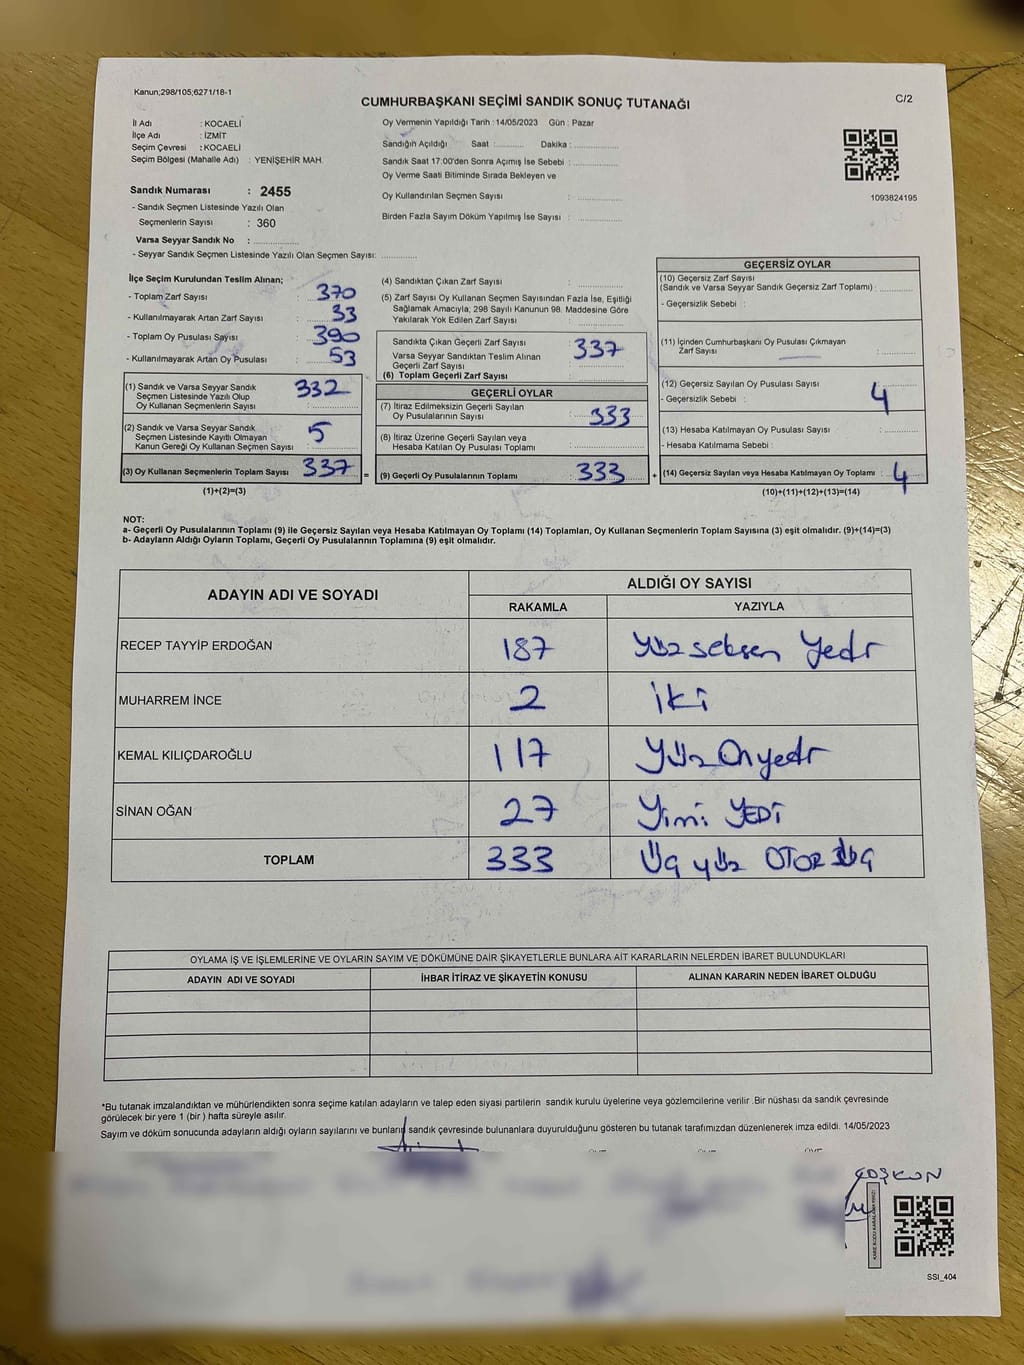 Kanun;298/105;6271/18-1
CUMHURBAŞKANI SEÇİMİ SANDIK SONUÇ TUTANAĞI
C/2
İl Adı : KOCAELİ
İlçe Adı : İZMİT
Seçim Çevresi : KOCAELİ
Seçim Bölgesi (Mahalle Adı) : YENİŞEHİR MAH.
Sandık Numarası : 2455
- Sandık Seçmen Listesinde Yazılı Olan
Seçmenlerin Sayısı : 360
Varsa Seyyar Sandık No : ..............
- Seyyar Sandık Seçmen Listesinde Yazılı Olan Seçmen Sayısı: ..............
Oy Vermenin Yapıldığı Tarih : 14/05/2023 Gün : Pazar
Sandığın Açıldığı Saat :.......... Dakika : ..............
Sandık Saat 17:00'den Sonra Açımış İse Sebebi : ..............
Oy Verme Saati Bitiminde Sırada Bekleyen ve
Oy Kullandırılan Seçmen Sayısı : ..............
Birden Fazla Sayım Döküm Yapılmış İse Sayısı : ..............
1093824195
İlçe Seçim Kurulundan Teslim Alınan;
- Toplam Zarf Sayısı : 370
- Kullanılmayarak Artan Zarf Sayısı : 33
- Toplam Oy Pusulası Sayısı : 390
- Kullanılmayarak Artan Oy Pusulası : 53
(1) Sandık ve Varsa Seyyar Sandık
Seçmen Listesinde Yazılı Olup
Oy Kullanan Seçmenlerin Sayısı : 332
(2) Sandık ve Varsa Seyyar Sandık
Seçmen Listesinde Kayıtlı Olmayan
Kanun Gereği Oy Kullanan Seçmen Sayısı : 5
(3) Oy Kullanan Seçmenlerin Toplam Sayısı : 337 =
(1)+(2)=(3)
(4) Sandıktan Çıkan Zarf Sayısı : ..............
(5) Zarf Sayısı Oy Kullanan Seçmen Sayısından Fazla İse, Eşitliği
Sağlamak Amacıyla; 298 Sayılı Kanunun 98. Maddesine Göre
Yakılarak Yok Edilen Zarf Sayısı : ..............
Sandıkta Çıkan Geçerli Zarf Sayısı : 337
Varsa Seyyar Sandıktan Teslim Alınan
Geçerli Zarf Sayısı : ..............
(6) Toplam Geçerli Zarf Sayısı : ..............
GEÇERLİ OYLAR
(7) İtiraz Edilmeksizin Geçerli Sayılan
Oy Pusulalarının Sayısı : 333
(8) İtiraz Üzerine Geçerli Sayılan veya
Hesaba Katılan Oy Pusulası Toplamı : ..............
(9) Geçerli Oy Pusulalarının Toplamı : 333 +
GEÇERSİZ OYLAR
(10) Geçersiz Zarf Sayısı
(Sandık ve Varsa Seyyar Sandık Geçersiz Zarf Toplamı) : ..............
- Geçersizlik Sebebi :
(11) İçinden Cumhurbaşkanı Oy Pusulası Çıkmayan
Zarf Sayısı : ..............
(12) Geçersiz Sayılan Oy Pusulası Sayısı : 4
- Geçersizlik Sebebi :
(13) Hesaba Katılmayan Oy Pusulası Sayısı : ..............
- Hesaba Katılmama Sebebi :
(14) Geçersiz Sayılan veya Hesaba Katılmayan Oy Toplamı : 4
(10)+(11)+(12)+(13)=(14)
NOT:
a- Geçerli Oy Pusulalarının Toplamı (9) ile Geçersiz Sayılan veya Hesaba Katılmayan Oy Toplamı (14) Toplamları, Oy Kullanan Seçmenlerin Toplam Sayısına (3) eşit olmalıdır. (9)+(14)=(3)
b- Adayların Aldığı Oyların Toplamı, Geçerli Oy Pusulalarının Toplamına (9) eşit olmalıdır.
ADAYIN ADI VE SOYADI
ALDIĞI OY SAYISI
RAKAMLA YAZIYLA
RECEP TAYYİP ERDOĞAN 187 Yüz seksen Yedi
MUHARREM İNCE 2 İki
KEMAL KILIÇDAROĞLU 117 Yüz Onyedi
SİNAN OĞAN 27 Yimi YEDİ
TOPLAM 333 Üç yüz OTOZ Üç
OYLAMA İŞ VE İŞLEMLERİNE VE OYLARIN SAYIM VE DÖKÜMÜNE DAİR ŞİKAYETLERLE BUNLARA AİT KARARLARIN NELERDEN İBARET BULUNDUKLARI
ADAYIN ADI VE SOYADI İHBAR İTİRAZ VE ŞİKAYETİN KONUSU ALINAN KARARIN NEDEN İBARET OLDUĞU
*Bu tutanak imzalandıktan ve mühürlendikten sonra seçime katılan adayların ve talep eden siyasi partilerin sandık kurulu üyelerine veya gözlemcilerine verilir .Bir nüshası da sandık çevresinde
görülecek bir yere 1 (bir ) hafta süreyle asılır.
Sayım ve döküm sonucunda adayların aldığı oyların sayılarını ve bunların sandık çevresinde bulunanlara duyurulduğunu gösteren bu tutanak tarafımızdan düzenlenerek imza edildi. 14/05/2023
COŞKUN
SSI_404